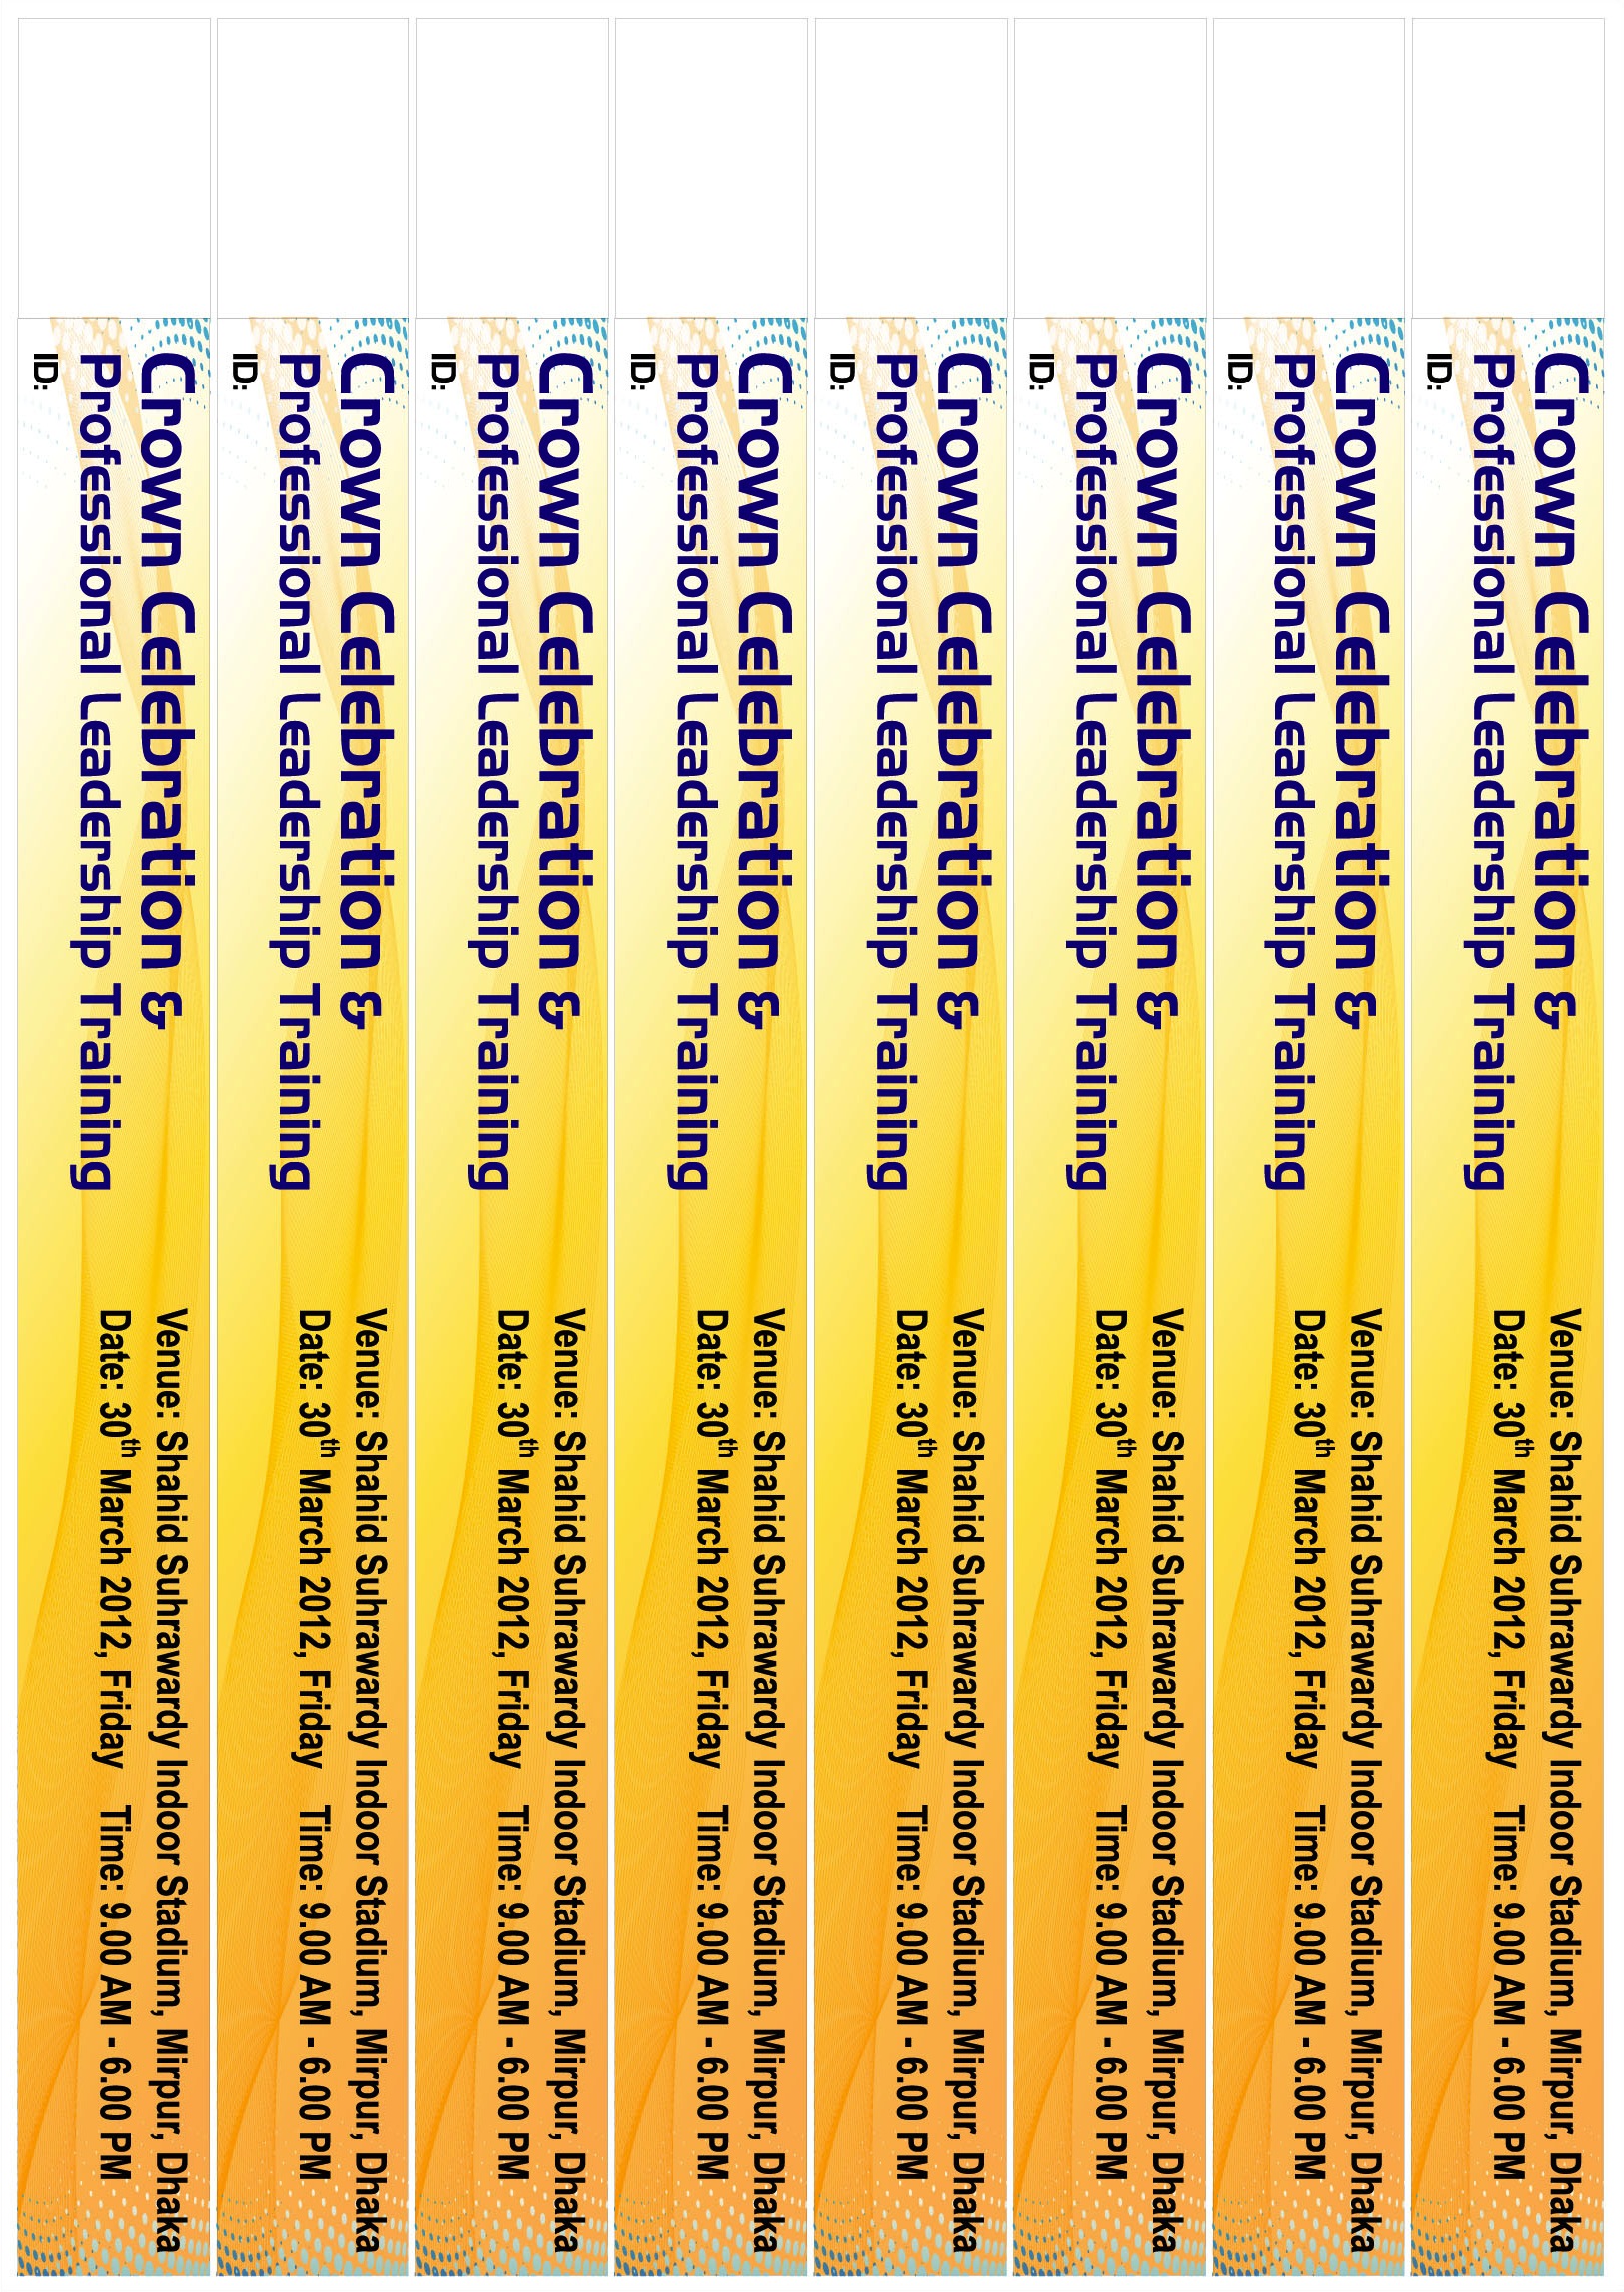 Crown Celebration &
Professional Leadership Training
ID:
Venue: Shahid Suhrawardy Indoor Stadium, Mirpur, Dhaka
Date: 30th March 2012, Friday Time: 9.00 AM - 6.00 PM
Crown Celebration &
Professional Leadership Training
ID:
Venue: Shahid Suhrawardy Indoor Stadium, Mirpur, Dhaka
Date: 30th March 2012, Friday Time: 9.00 AM - 6.00 PM
Crown Celebration &
Professional Leadership Training
ID:
Venue: Shahid Suhrawardy Indoor Stadium, Mirpur, Dhaka
Date: 30th March 2012, Friday Time: 9.00 AM - 6.00 PM
Crown Celebration &
Professional Leadership Training
ID:
Venue: Shahid Suhrawardy Indoor Stadium, Mirpur, Dhaka
Date: 30th March 2012, Friday Time: 9.00 AM - 6.00 PM
Crown Celebration &
Professional Leadership Training
ID:
Venue: Shahid Suhrawardy Indoor Stadium, Mirpur, Dhaka
Date: 30th March 2012, Friday Time: 9.00 AM - 6.00 PM
Crown Celebration &
Professional Leadership Training
ID:
Venue: Shahid Suhrawardy Indoor Stadium, Mirpur, Dhaka
Date: 30th March 2012, Friday Time: 9.00 AM - 6.00 PM
Crown Celebration &
Professional Leadership Training
ID:
Venue: Shahid Suhrawardy Indoor Stadium, Mirpur, Dhaka
Date: 30th March 2012, Friday Time: 9.00 AM - 6.00 PM
Crown Celebration &
Professional Leadership Training
ID:
Venue: Shahid Suhrawardy Indoor Stadium, Mirpur, Dhaka
Date: 30th March 2012, Friday Time: 9.00 AM - 6.00 PM